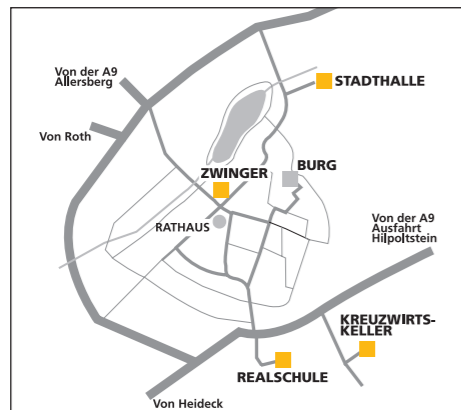 Von der A9
Allersberg
STADTHALLE
Von Roth
ZWINGER
BURG
RATHAUS
Von der A9
Ausfahrt
Hilpoltstein
KREUZWIRTS-
KELLER
REALSCHULE
Von Heideck